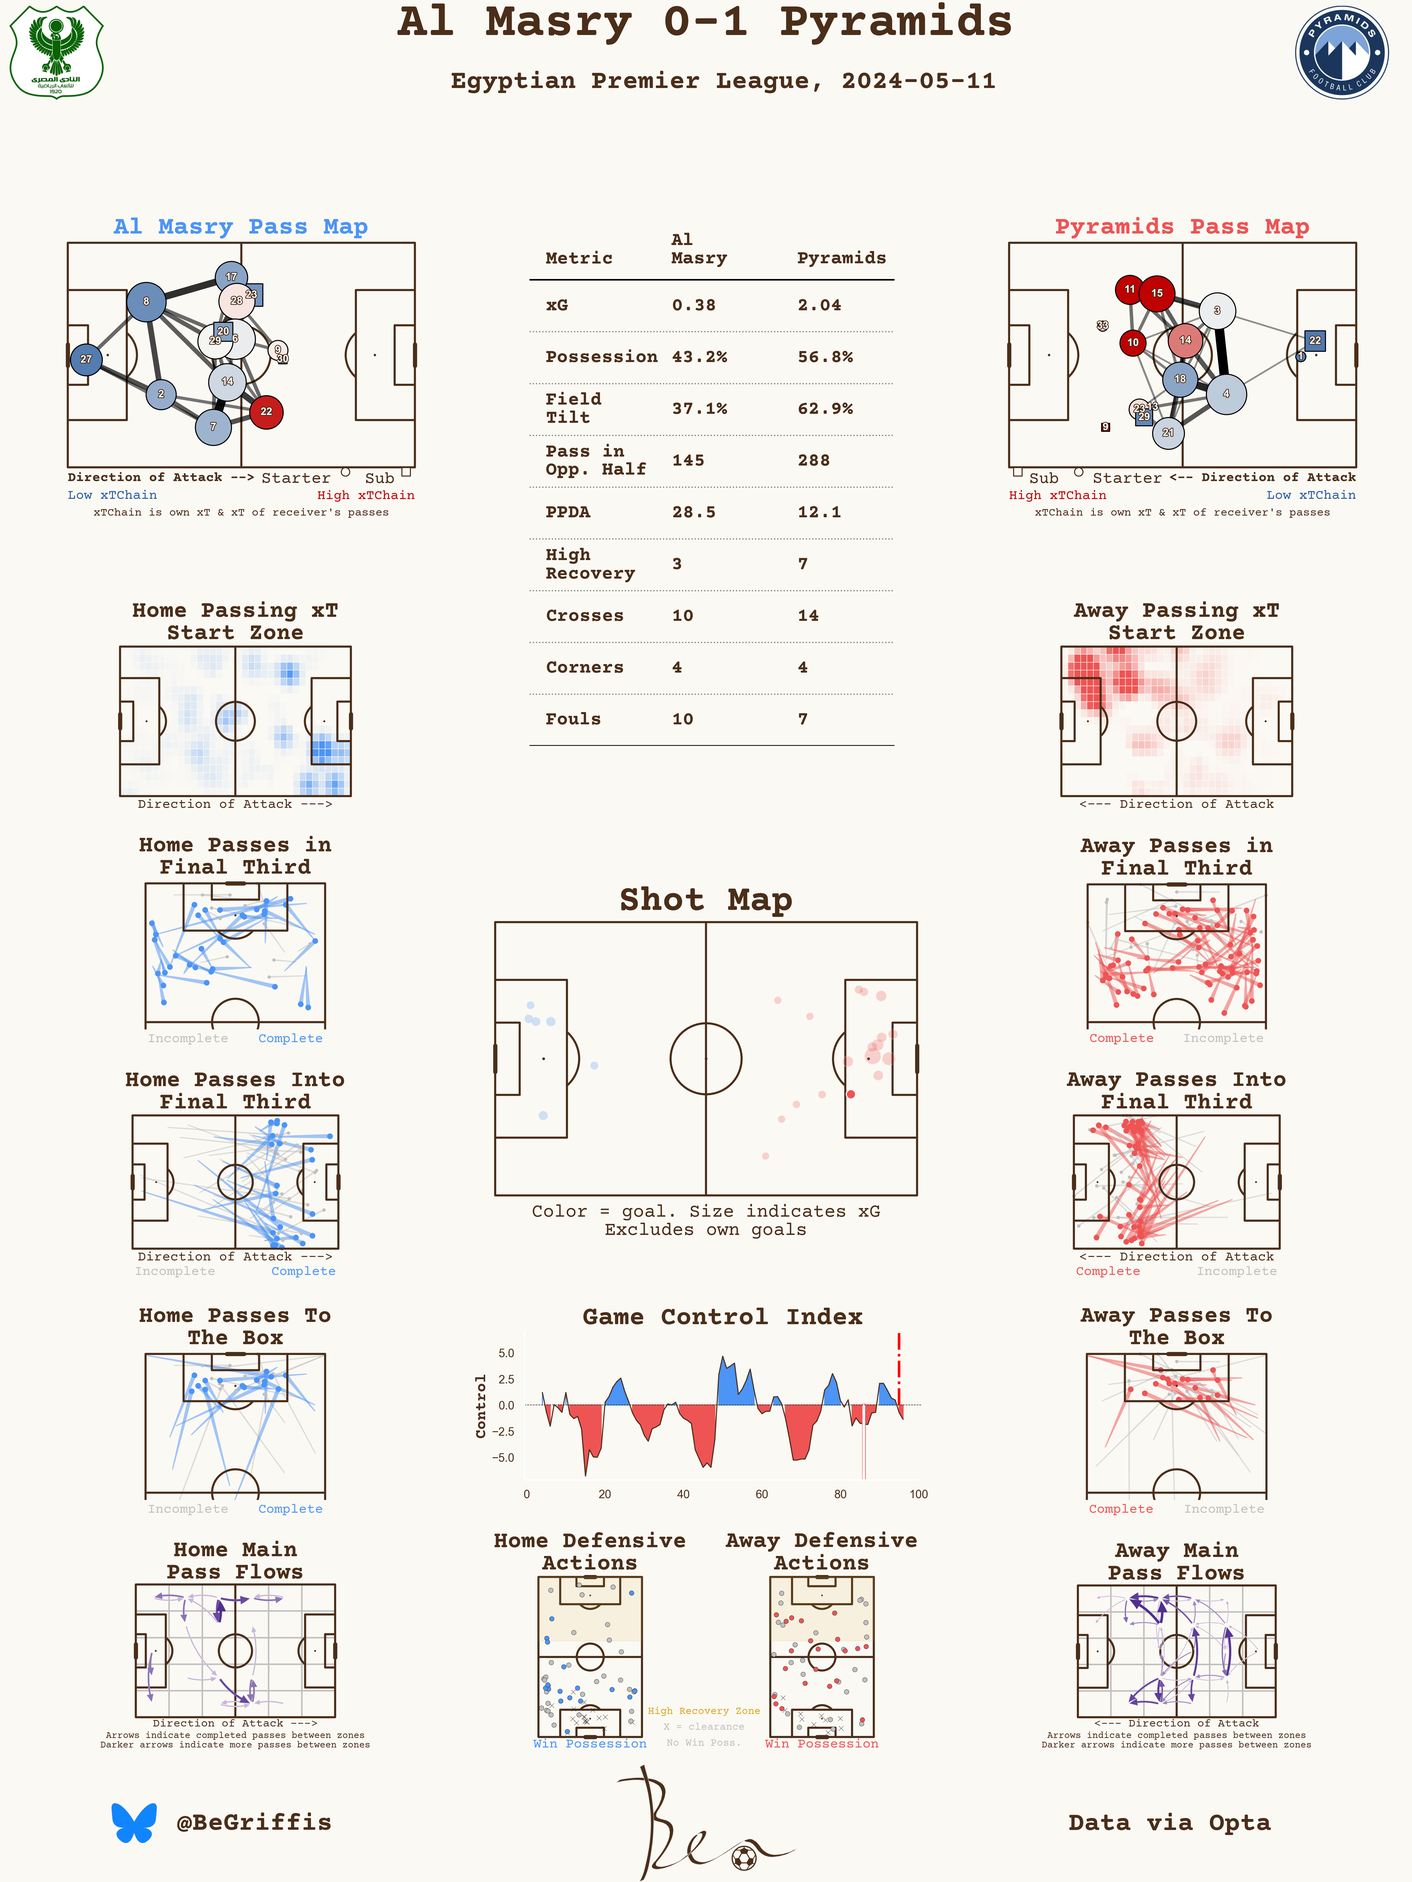 Al Masry 0-1 Pyramids
Egyptian Premier League, 2024-05-11
النادي المصري
للألعاب الرياضية
1920
PYRAMIDS
FOOTBALL CLUB
Al Masry Pass Map
17
23
8
28
20
6
29
9
30
27
14
2
22
7
Direction of Attack --> Starter Sub
Low xTChain High xTChain
xTChain is own xT & xT of receiver's passes
Metric Al Masry Pyramids
xG 0.38 2.04
Possession 43.2% 56.8%
Field Tilt 37.1% 62.9%
Pass in Opp. Half 145 288
PPDA 28.5 12.1
High Recovery 3 7
Crosses 10 14
Corners 4 4
Fouls 10 7
Pyramids Pass Map
11
15
3
33
10
14
22
1
18
4
23
13
29
9
21
Sub Starter <-- Direction of Attack
High xTChain Low xTChain
xTChain is own xT & xT of receiver's passes
Home Passing xT
Start Zone
Direction of Attack --->
Away Passing xT
Start Zone
<--- Direction of Attack
Home Passes in
Final Third
Incomplete Complete
Away Passes in
Final Third
Complete Incomplete
Shot Map
Color = goal. Size indicates xG
Excludes own goals
Home Passes Into
Final Third
Direction of Attack --->
Incomplete Complete
Away Passes Into
Final Third
<--- Direction of Attack
Complete Incomplete
Home Passes To
The Box
Incomplete Complete
Game Control Index
Control
5.0
2.5
0.0
−2.5
−5.0
0 20 40 60 80 100
Away Passes To
The Box
Complete Incomplete
Home Main
Pass Flows
Direction of Attack --->
Arrows indicate completed passes between zones
Darker arrows indicate more passes between zones
Home Defensive
Actions
Win Possession
Away Defensive
Actions
Win Possession
High Recovery Zone
X = clearance
No Win Poss.
Away Main
Pass Flows
<--- Direction of Attack
Arrows indicate completed passes between zones
Darker arrows indicate more passes between zones
@BeGriffis
Ben
Data via Opta